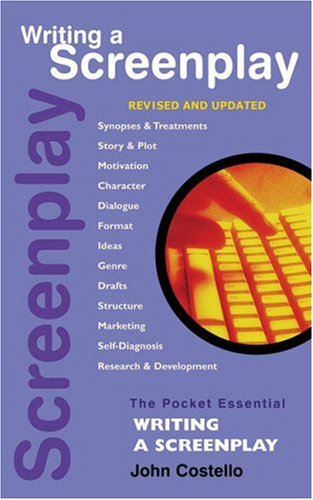 Writing a
Screenplay
Screenplay
REVISED AND UPDATED
Synopses & Treatments
Story & Plot
Motivation
Character
Dialogue
Format
Ideas
Genre
Drafts
Structure
Marketing
Self-Diagnosis
Research & Development
The Pocket Essential
WRITING
A SCREENPLAY
John Costello